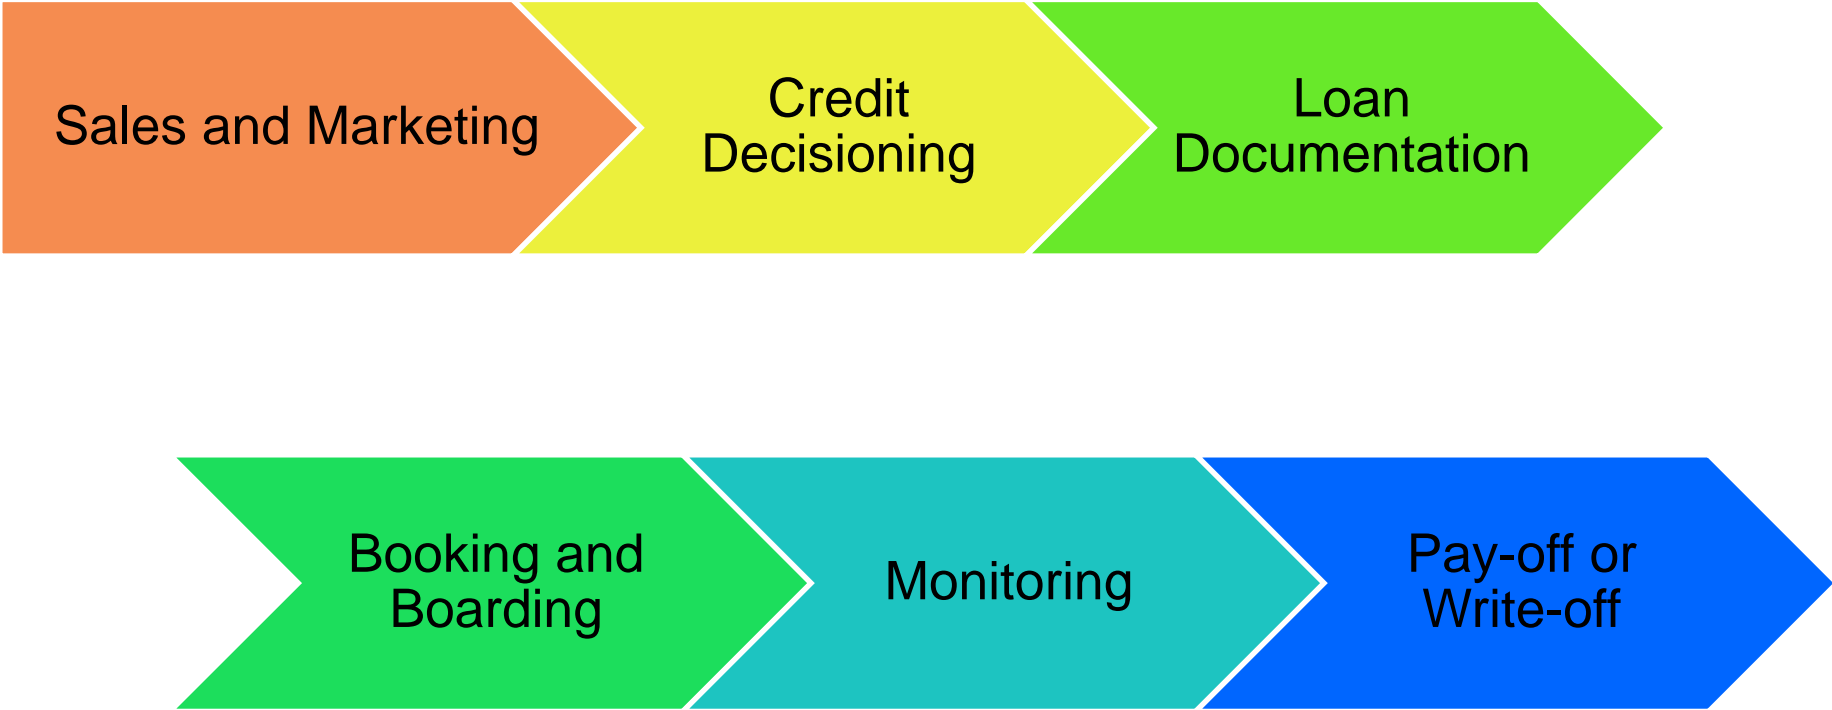 Sales and Marketing
Credit
Decisioning
Loan
Documentation
Booking and
Boarding
Monitoring
Pay-off or
Write-off